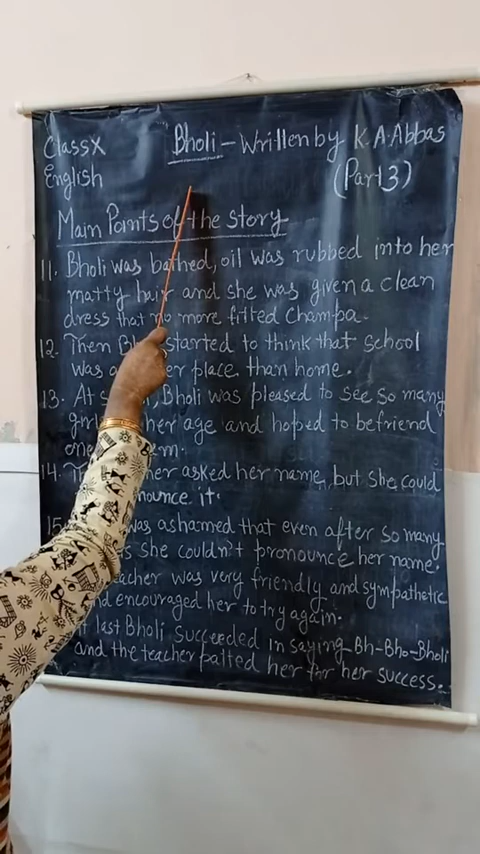 Class X
English
Bholi - Written by K.A. Abbas
(Part 3)
Main Points of the story
11. Bholi was bathed, oil was rubbed into her
matty hair and she was given a clean
dress that no more fitted Champa.
12. Then started to think that school
was a her place than home.
13. At , Bholi was pleased to see so many
her age and hoped to befriend
one
14. her asked her name, but she could
nounce it.
15. was ashamed that even after so many
she couldn't pronounce her name.
eacher was very friendly and sympathetic
nd encouraged her to try again.
t last Bholi succeeded in saying Bh-Bho-Bholi
and the teacher patted her for her success.